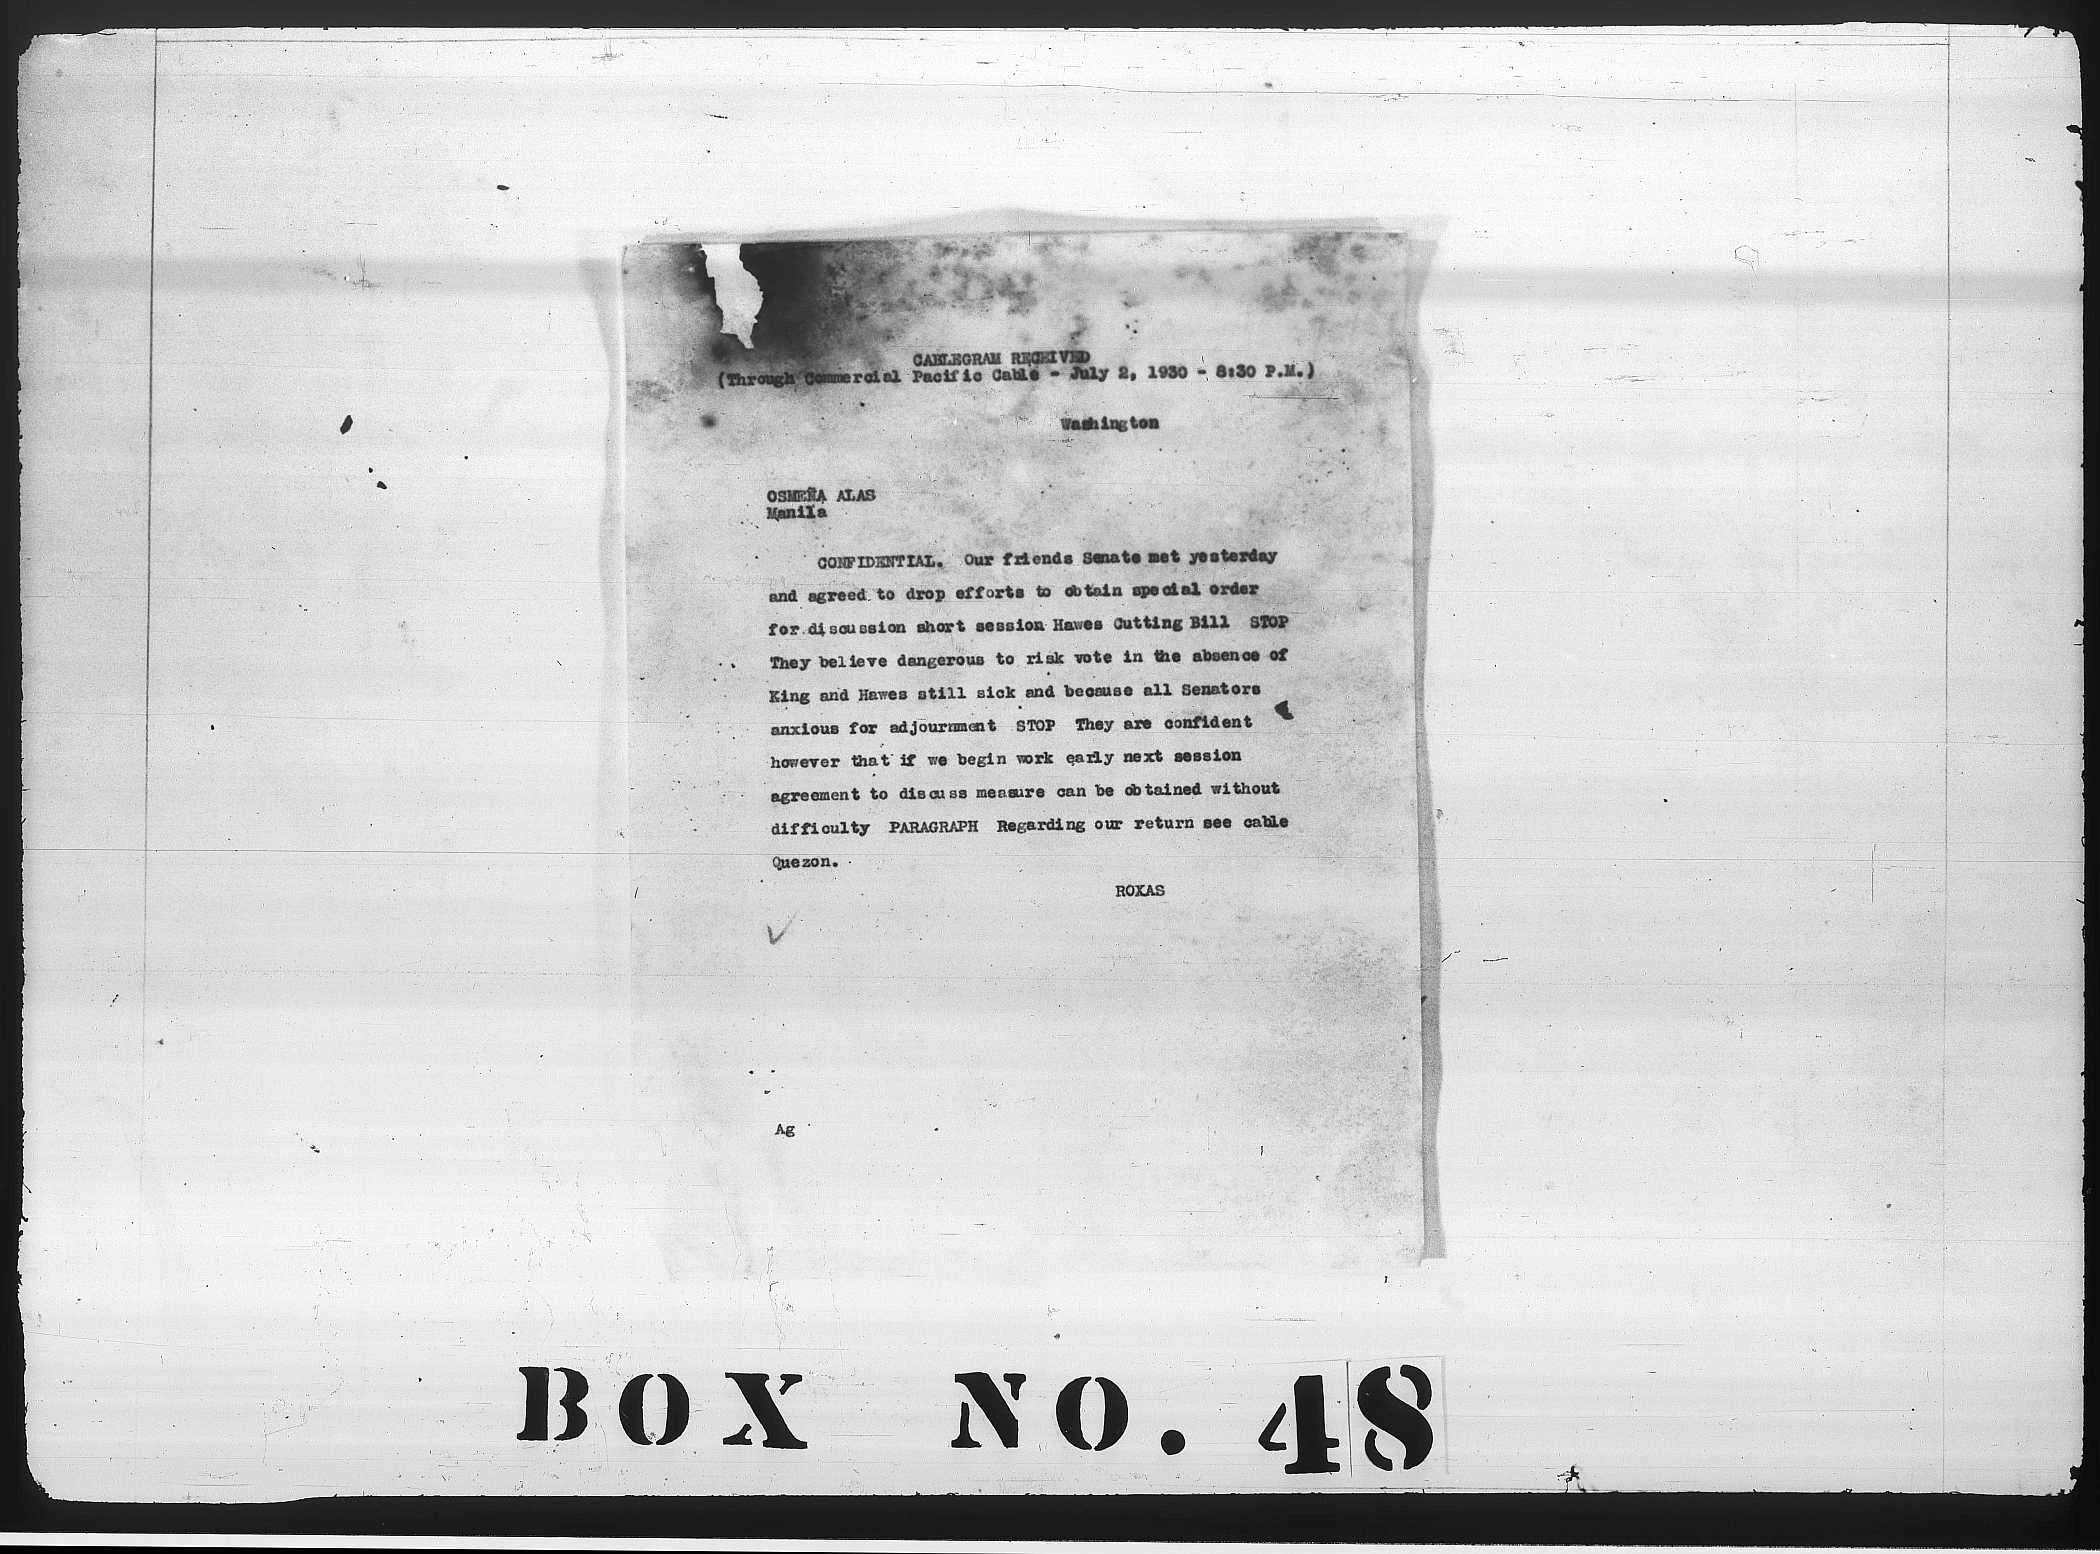 CABLEGRAM RECEIVED
(Through Commercial Pacific Cable - July 2, 1930 - 8:30 P.M.)
Washington
OSMEÑA ALAS
Manila
CONFIDENTIAL. Our friends Senate met yesterday
and agreed to drop efforts to obtain special order
for discussion short session Hawes Cutting Bill STOP
They believe dangerous to risk vote in the absence of
King and Hawes still sick and because all Senators
anxious for adjournment STOP They are confident
however that if we begin work early next session
agreement to discuss measure can be obtained without
difficulty PARAGRAPH Regarding our return see cable
Quezon.
ROXAS
Ag
BOX NO. 48